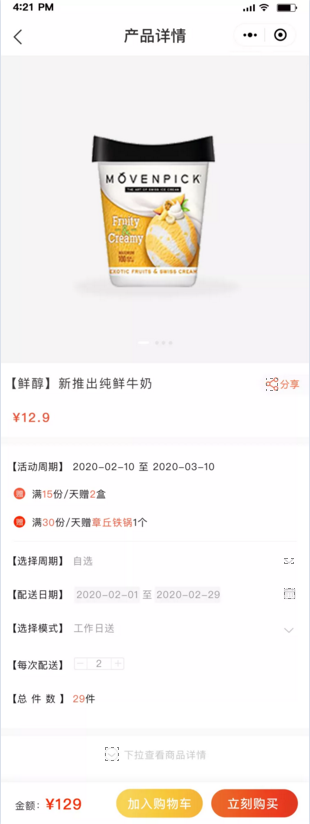 4:21 PM
产品详情
MÖVENPICK
THE ART OF SWISS ICE CREAM
Fruity
&
Creamy
EXOTIC FRUITS & SWISS CREAM
【鲜醇】新推出纯鲜牛奶
分享
¥12.9
【活动周期】 2020-02-10 至 2020-03-10
赠 满15份/天赠2盒
赠 满30份/天赠章丘铁锅1个
【选择周期】 自选
【配送日期】 2020-02-01 至 2020-02-29
【选择模式】 工作日送
【每次配送】 － 2 ＋
【总 件 数 】 29件
下拉查看商品详情
金额: ¥129 加入购物车 立刻购买